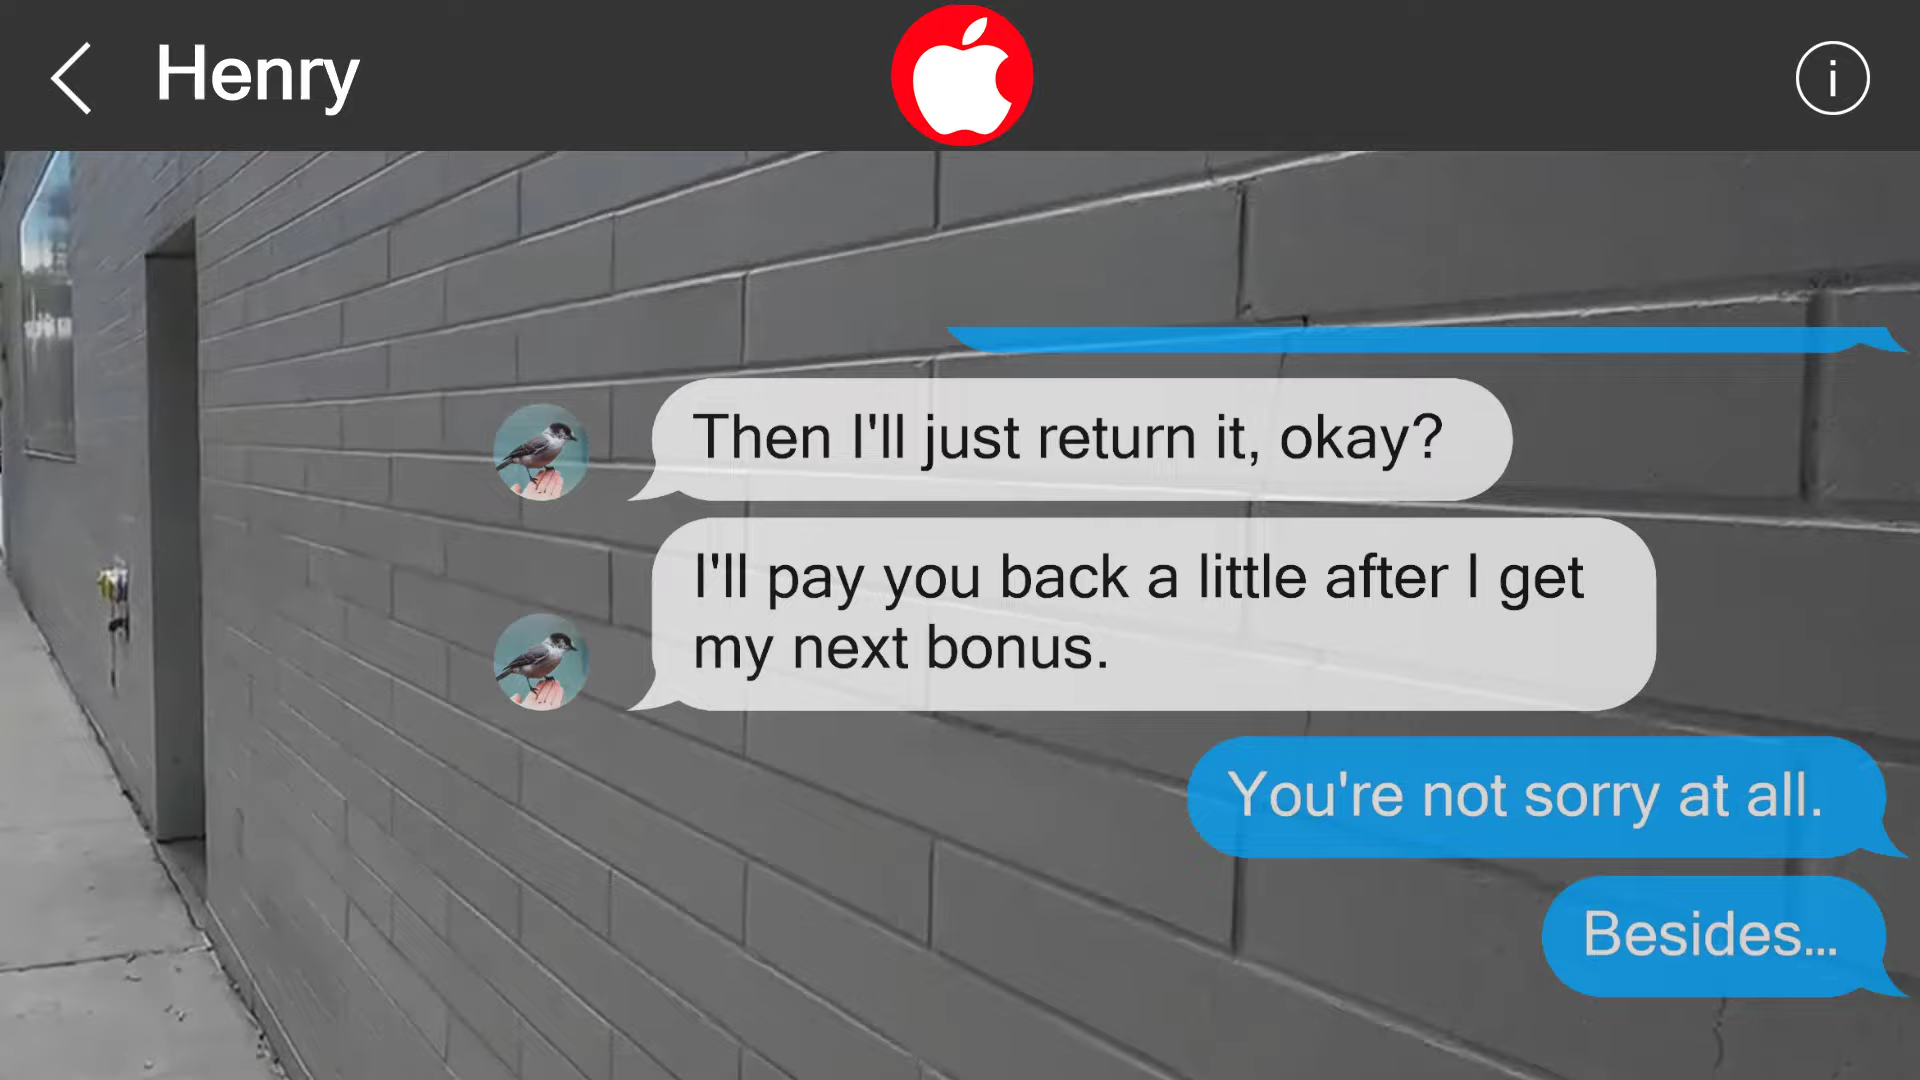 Henry
i
Then I'll just return it, okay?
I'll pay you back a little after I get
my next bonus.
You're not sorry at all.
Besides...